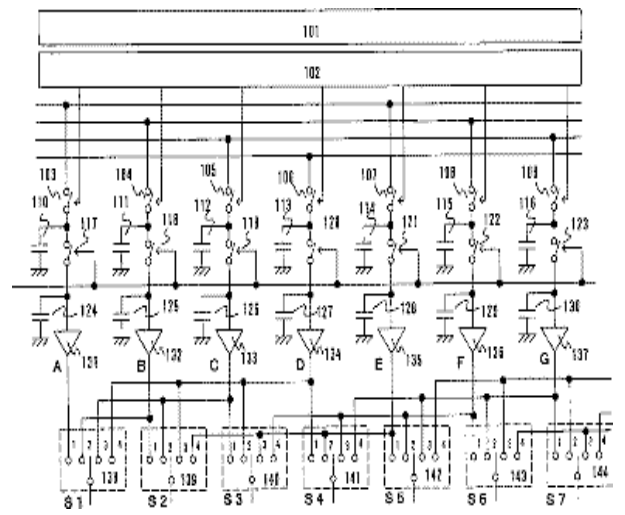 101
102
103 104 105 106 107 108 109
110 111 112 113 114 115 116
117 118 119 120 121 122 123
124 125 126 127 128 129 130
A B C D E F G
131 132 133 134 135 136 137
1 2 3 4 1 2 3 4 1 2 3 4 1 2 3 4 1 2 3 4 1 2 3 4 1 2 3 4
138 139 140 141 142 143 144
S1 S2 S3 S4 S5 S6 S7